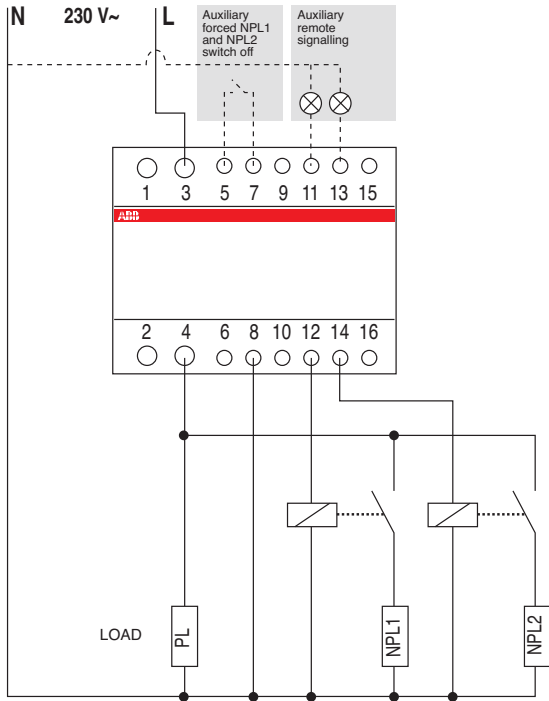 N 230 V~ L
Auxiliary
forced NPL1
and NPL2
switch off
Auxiliary
remote
signalling
1 3 5 7 9 11 13 15
ABB
2 4 6 8 10 12 14 16
LOAD
PL
NPL1
NPL2